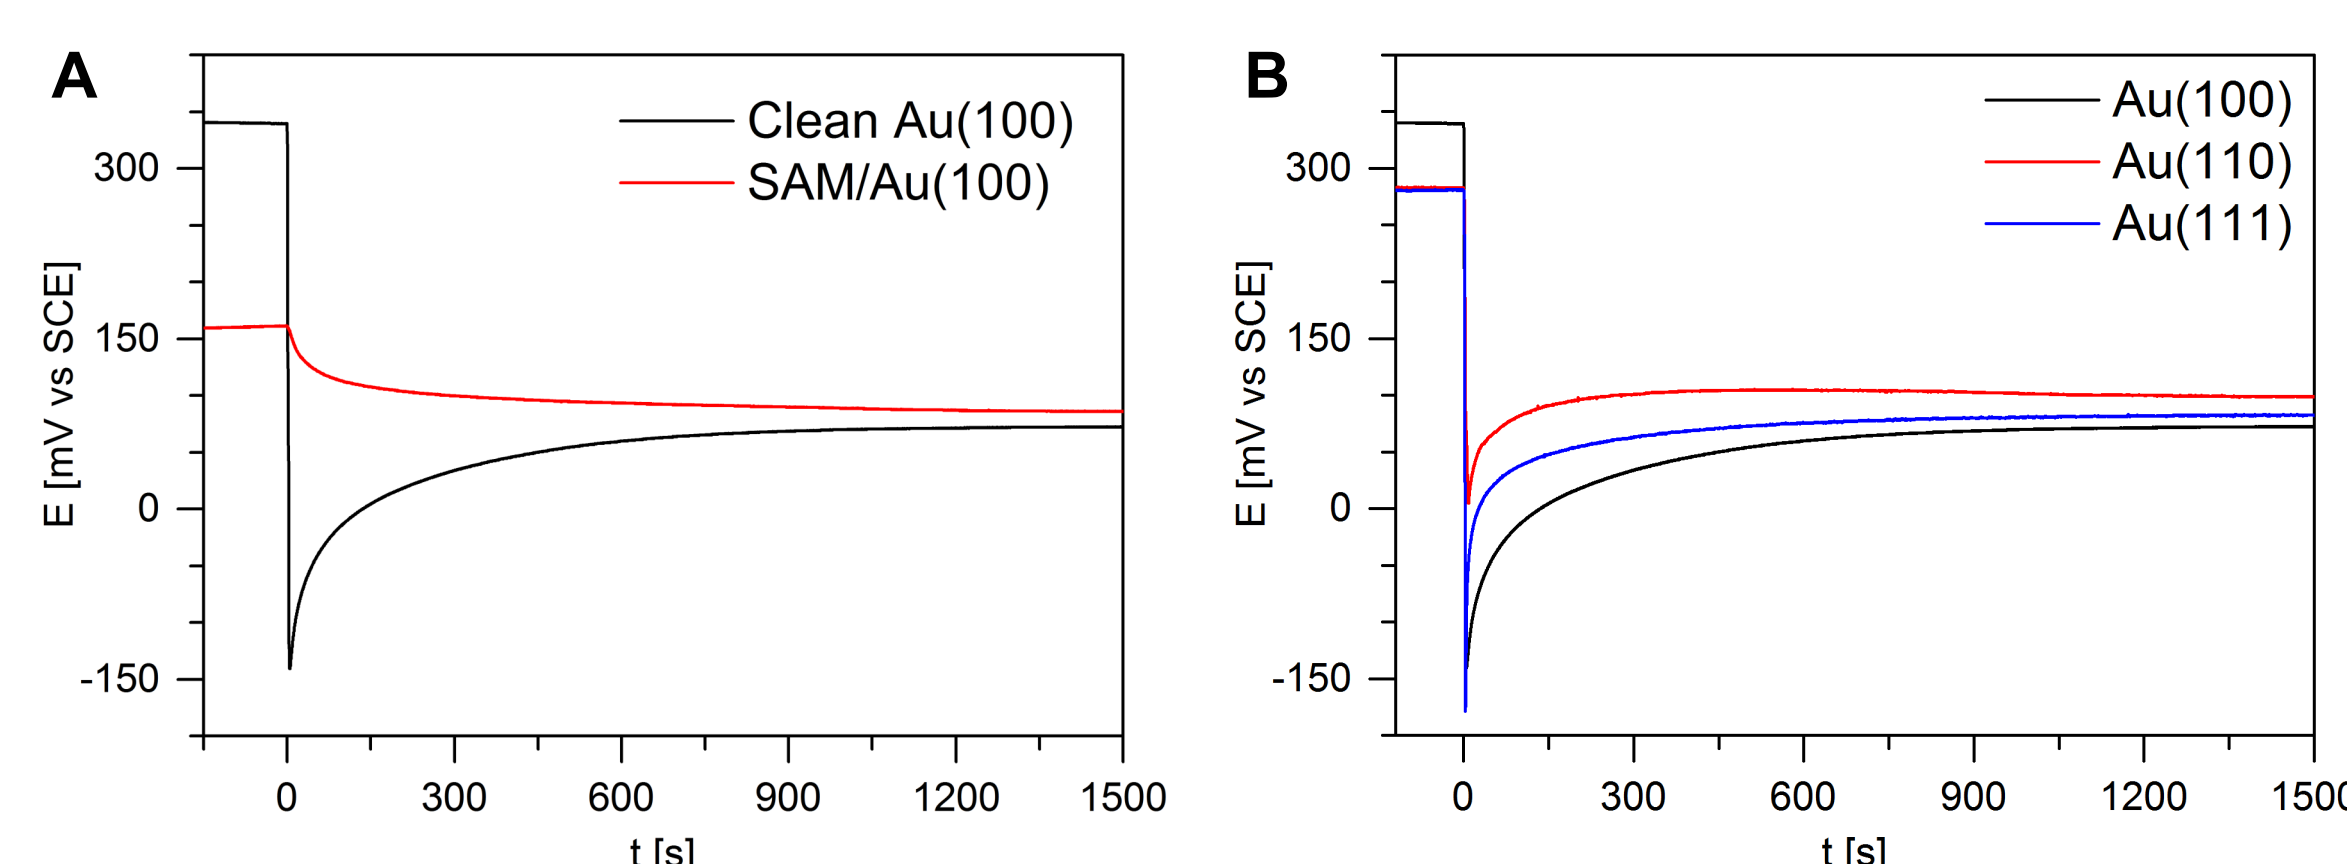 A
Clean Au(100)
SAM/Au(100)
E [mV vs SCE]
300
150
0
-150
0 300 600 900 1200 1500
t [s]
B
Au(100)
Au(110)
Au(111)
E [mV vs SCE]
300
150
0
-150
0 300 600 900 1200 1500
t [s]